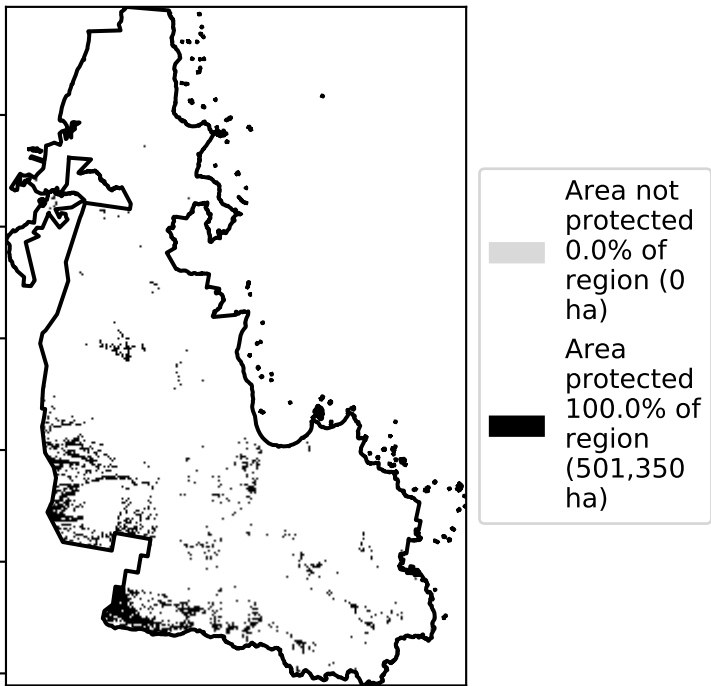 Area not
protected
0.0% of
region (0
ha)
Area
protected
100.0% of
region
(501,350
ha)